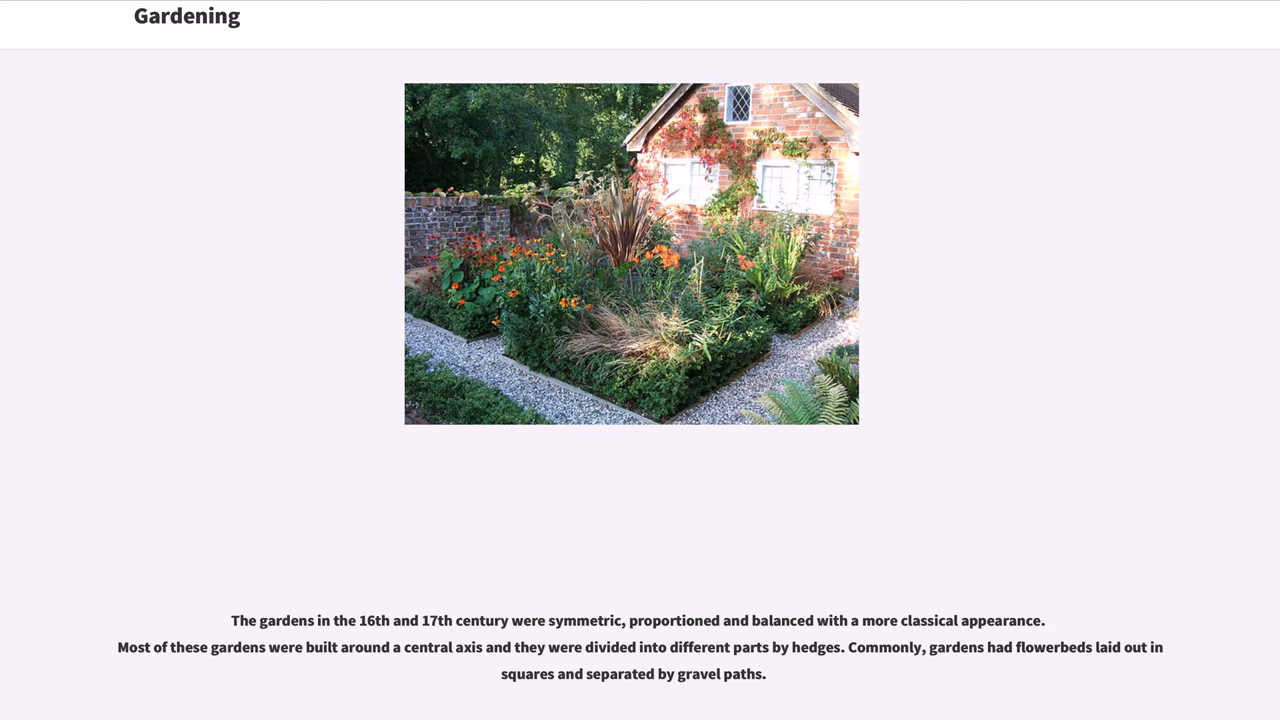 Gardening
The gardens in the 16th and 17th century were symmetric, proportioned and balanced with a more classical appearance.
Most of these gardens were built around a central axis and they were divided into different parts by hedges. Commonly, gardens had flowerbeds laid out in
squares and separated by gravel paths.